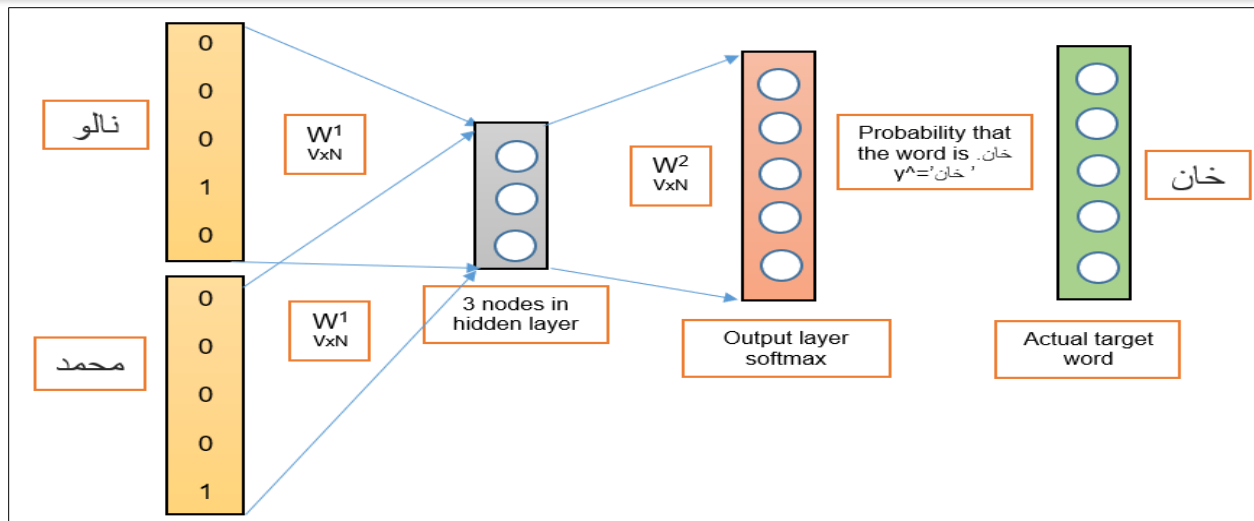 نالو
0
0
0
1
0
W1
VxN
محمد
0
0
0
0
1
W1
VxN
3 nodes in
hidden layer
W2
VxN
Output layer
softmax
Probability that
the word is .خان
y^='خان '
Actual target
word
خان